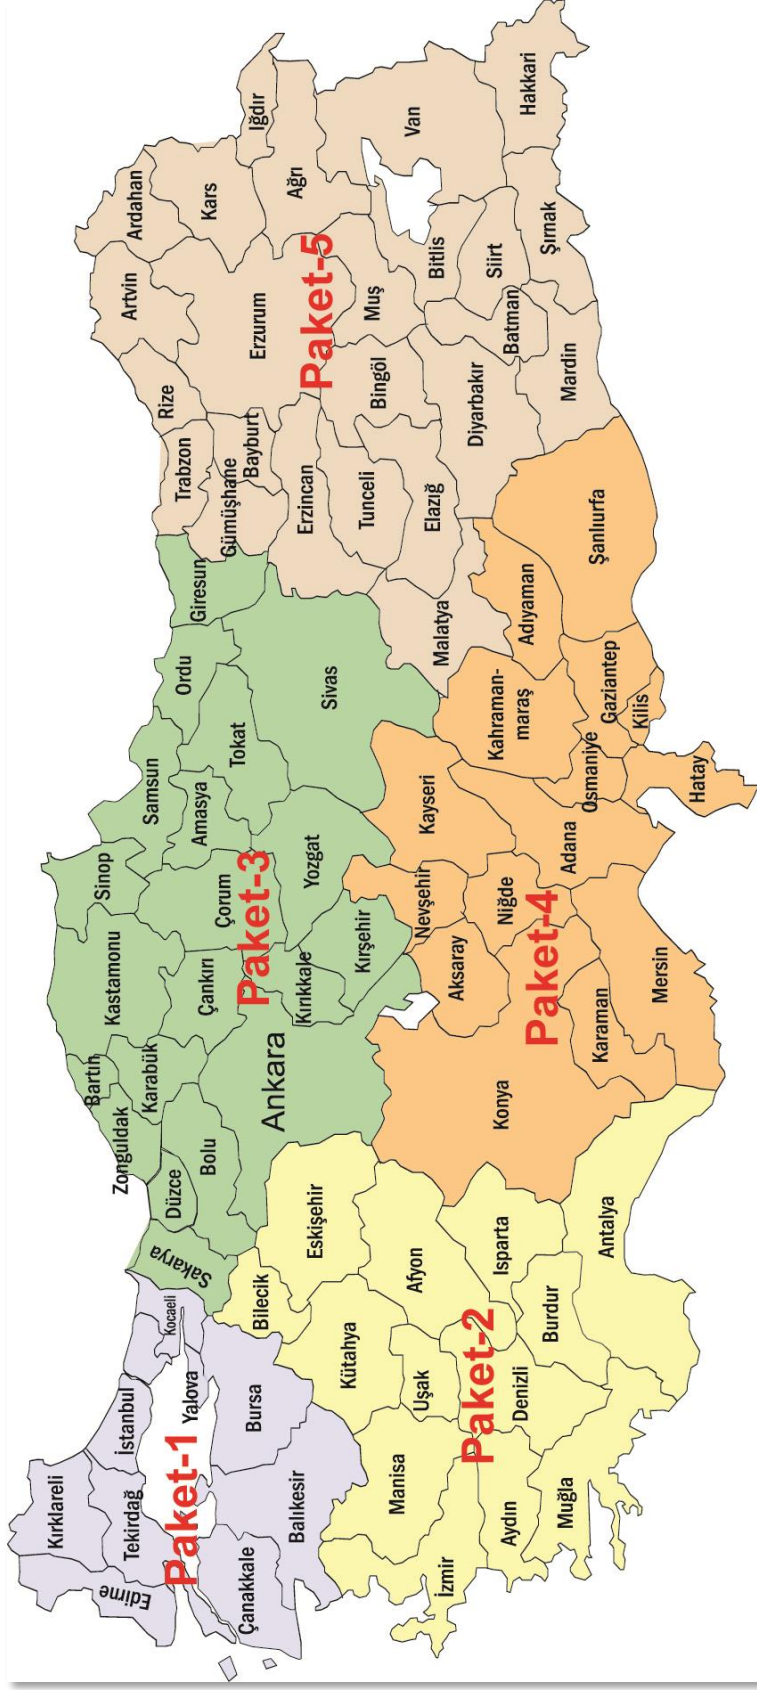 Kırklareli
Edirne
Tekirdağ
İstanbul
Kocaeli
Yalova
Paket-1
Çanakkale
Balıkesir
Bursa
Bilecik
Eskişehir
Kütahya
Manisa
Uşak
Afyon
İzmir
Paket-2
Aydın
Denizli
Isparta
Burdur
Muğla
Antalya
Sakarya
Düzce
Zonguldak
Bartın
Karabük
Bolu
Kastamonu
Sinop
Samsun
Çankırı
Çorum
Amasya
Ordu
Giresun
Tokat
Ankara
Paket-3
Kırıkkale
Yozgat
Kırşehir
Sivas
Konya
Aksaray
Nevşehir
Kayseri
Niğde
Paket-4
Kahraman-
maraş
Adıyaman
Karaman
Mersin
Adana
Osmaniye
Gaziantep
Kilis
Şanlıurfa
Hatay
Trabzon
Rize
Artvin
Ardahan
Gümüşhane
Bayburt
Kars
Erzurum
Iğdır
Erzincan
Paket-5
Ağrı
Tunceli
Bingöl
Muş
Van
Malatya
Elazığ
Bitlis
Diyarbakır
Batman
Siirt
Mardin
Şırnak
Hakkari